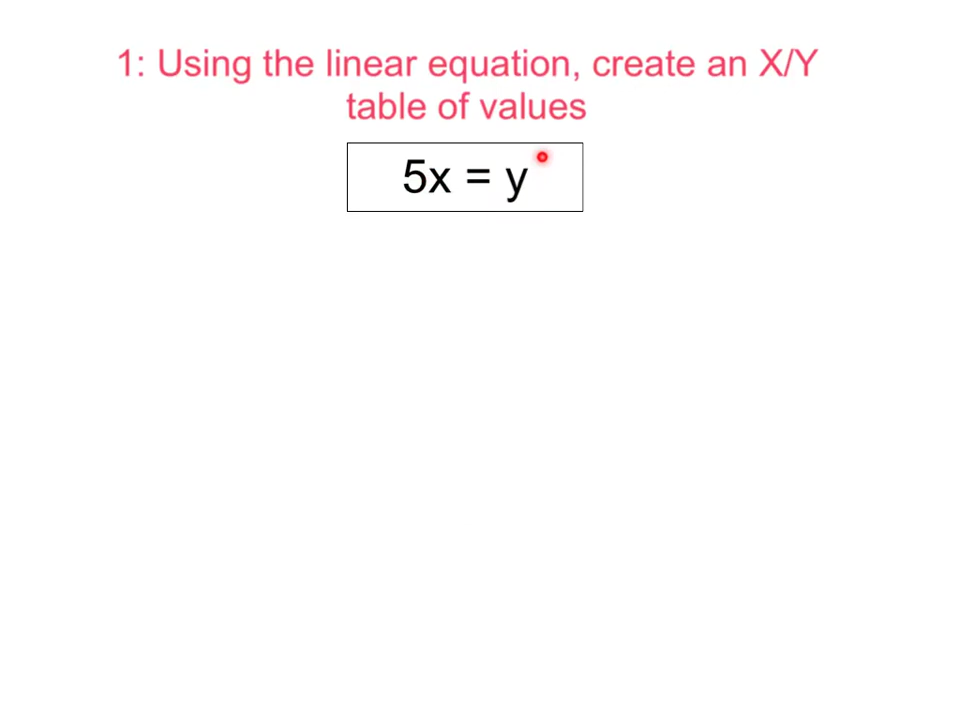 1: Using the linear equation, create an X/Y
table of values
5x = y